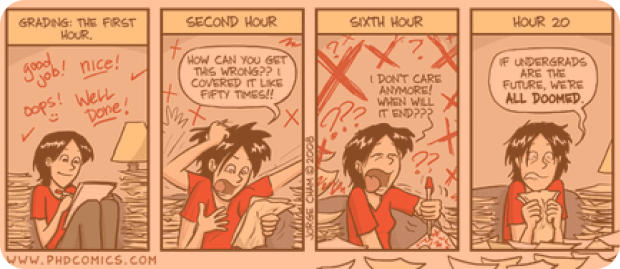 GRADING: THE FIRST
HOUR.
good
job!
nice!
oops!
Well
Done!
SECOND HOUR
HOW CAN YOU GET
THIS WRONG?? I
COVERED IT LIKE
FIFTY TIMES!!
SIXTH HOUR
I DON'T CARE
ANYMORE!
WHEN WILL
IT END???
??
???
??
??
HOUR 20
IF UNDERGRADS
ARE THE
FUTURE, WE'RE
ALL DOOMED.
JORGE CHAM © 2008
WWW.PHDCOMICS.COM